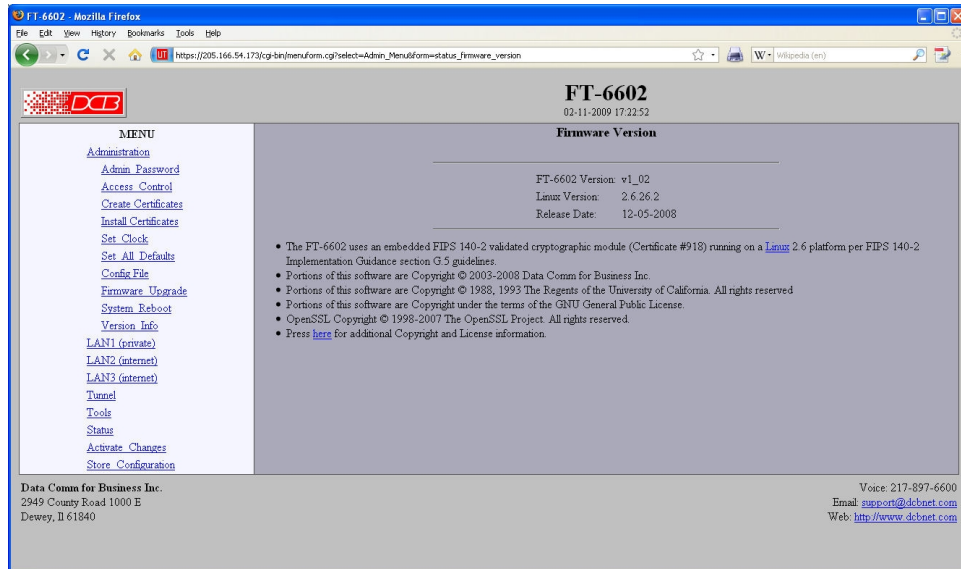 FT-6602 - Mozilla Firefox
File Edit View History Bookmarks Tools Help
https://205.166.54.173/cgi-bin/menuform.cgi?select=Admin_Menu&form=status_firmware_version
W Wikipedia (en)
DCB
FT-6602
02-11-2009 17:22:52
MENU
Administration
Admin Password
Access Control
Create Certificates
Install Certificates
Set Clock
Set All Defaults
Config File
Firmware Upgrade
System Reboot
Version Info
LAN1 (private)
LAN2 (internet)
LAN3 (internet)
Tunnel
Tools
Status
Activate Changes
Store Configuration
Firmware Version
FT-6602 Version: v1_02
Linux Version: 2.6.26.2
Release Date: 12-05-2008
• The FT-6602 uses an embedded FIPS 140-2 validated cryptographic module (Certificate #918) running on a Linux 2.6 platform per FIPS 140-2
Implementation Guidance section G.5 guidelines.
• Portions of this software are Copyright © 2003-2008 Data Comm for Business Inc.
• Portions of this software are Copyright © 1988, 1993 The Regents of the University of California. All rights reserved
• Portions of this software are Copyright under the terms of the GNU General Public License.
• OpenSSL Copyright © 1998-2007 The OpenSSL Project. All rights reserved.
• Press here for additional Copyright and License information.
Data Comm for Business Inc.
2949 County Road 1000 E
Dewey, Il 61840
Voice: 217-897-6600
Email: support@dcbnet.com
Web: http://www.dcbnet.com